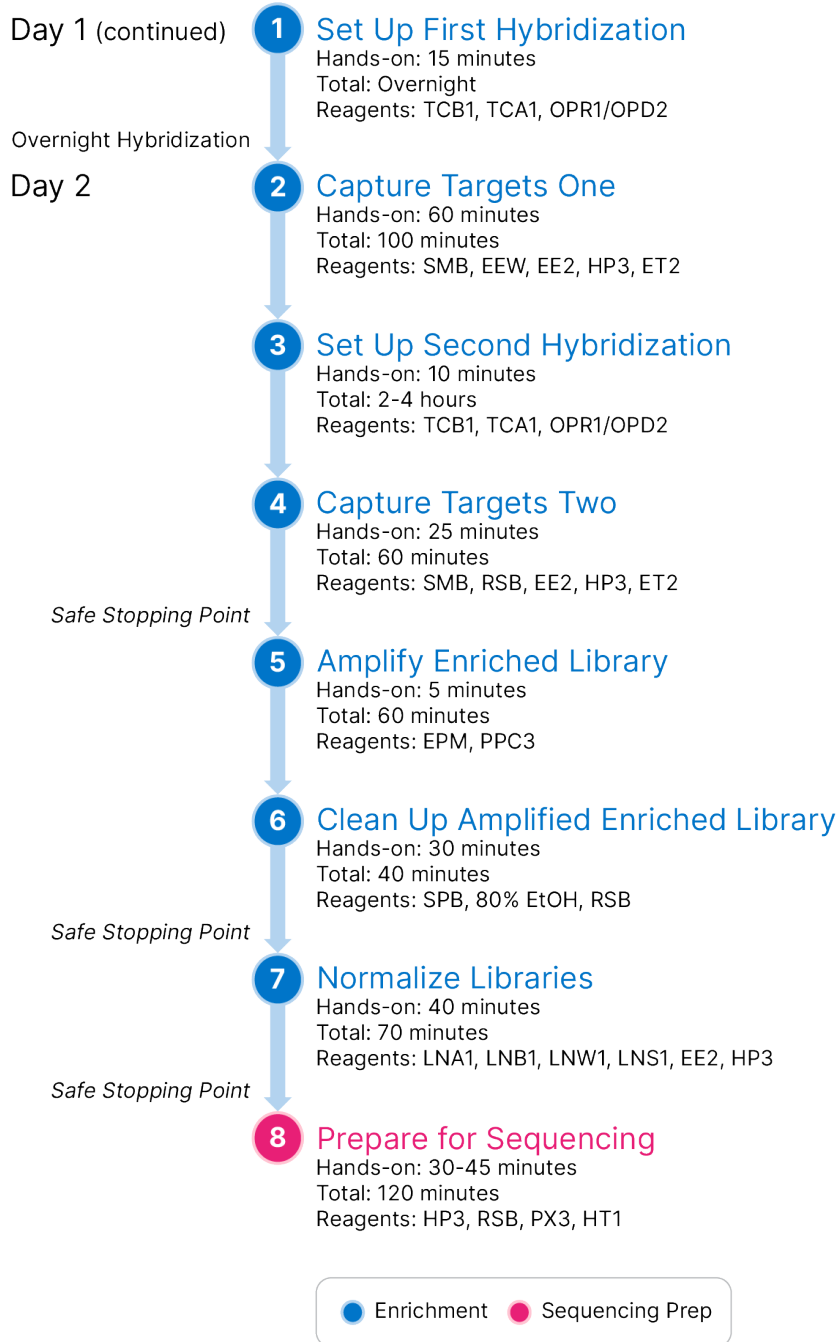 Day 1 (continued)
1 Set Up First Hybridization
Hands-on: 15 minutes
Total: Overnight
Reagents: TCB1, TCA1, OPR1/OPD2
Overnight Hybridization
Day 2
2 Capture Targets One
Hands-on: 60 minutes
Total: 100 minutes
Reagents: SMB, EEW, EE2, HP3, ET2
3 Set Up Second Hybridization
Hands-on: 10 minutes
Total: 2-4 hours
Reagents: TCB1, TCA1, OPR1/OPD2
4 Capture Targets Two
Hands-on: 25 minutes
Total: 60 minutes
Reagents: SMB, RSB, EE2, HP3, ET2
Safe Stopping Point
5 Amplify Enriched Library
Hands-on: 5 minutes
Total: 60 minutes
Reagents: EPM, PPC3
6 Clean Up Amplified Enriched Library
Hands-on: 30 minutes
Total: 40 minutes
Reagents: SPB, 80% EtOH, RSB
Safe Stopping Point
7 Normalize Libraries
Hands-on: 40 minutes
Total: 70 minutes
Reagents: LNA1, LNB1, LNW1, LNS1, EE2, HP3
Safe Stopping Point
8 Prepare for Sequencing
Hands-on: 30-45 minutes
Total: 120 minutes
Reagents: HP3, RSB, PX3, HT1
Enrichment Sequencing Prep